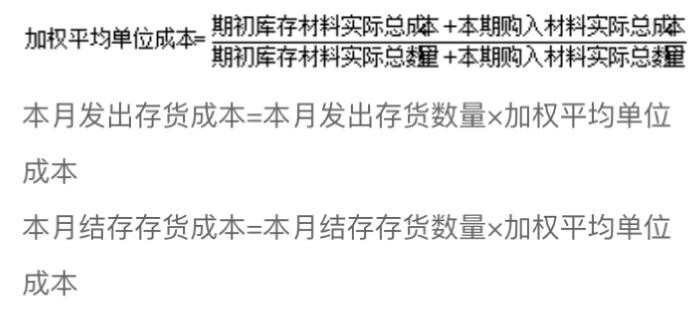 加权平均单位成本=期初库存材料实际总成本+本期购入材料实际总成本
期初库存材料实际总数量+本期购入材料实际总数量
本月发出存货成本=本月发出存货数量×加权平均单位
成本
本月结存存货成本=本月结存存货数量×加权平均单位
成本